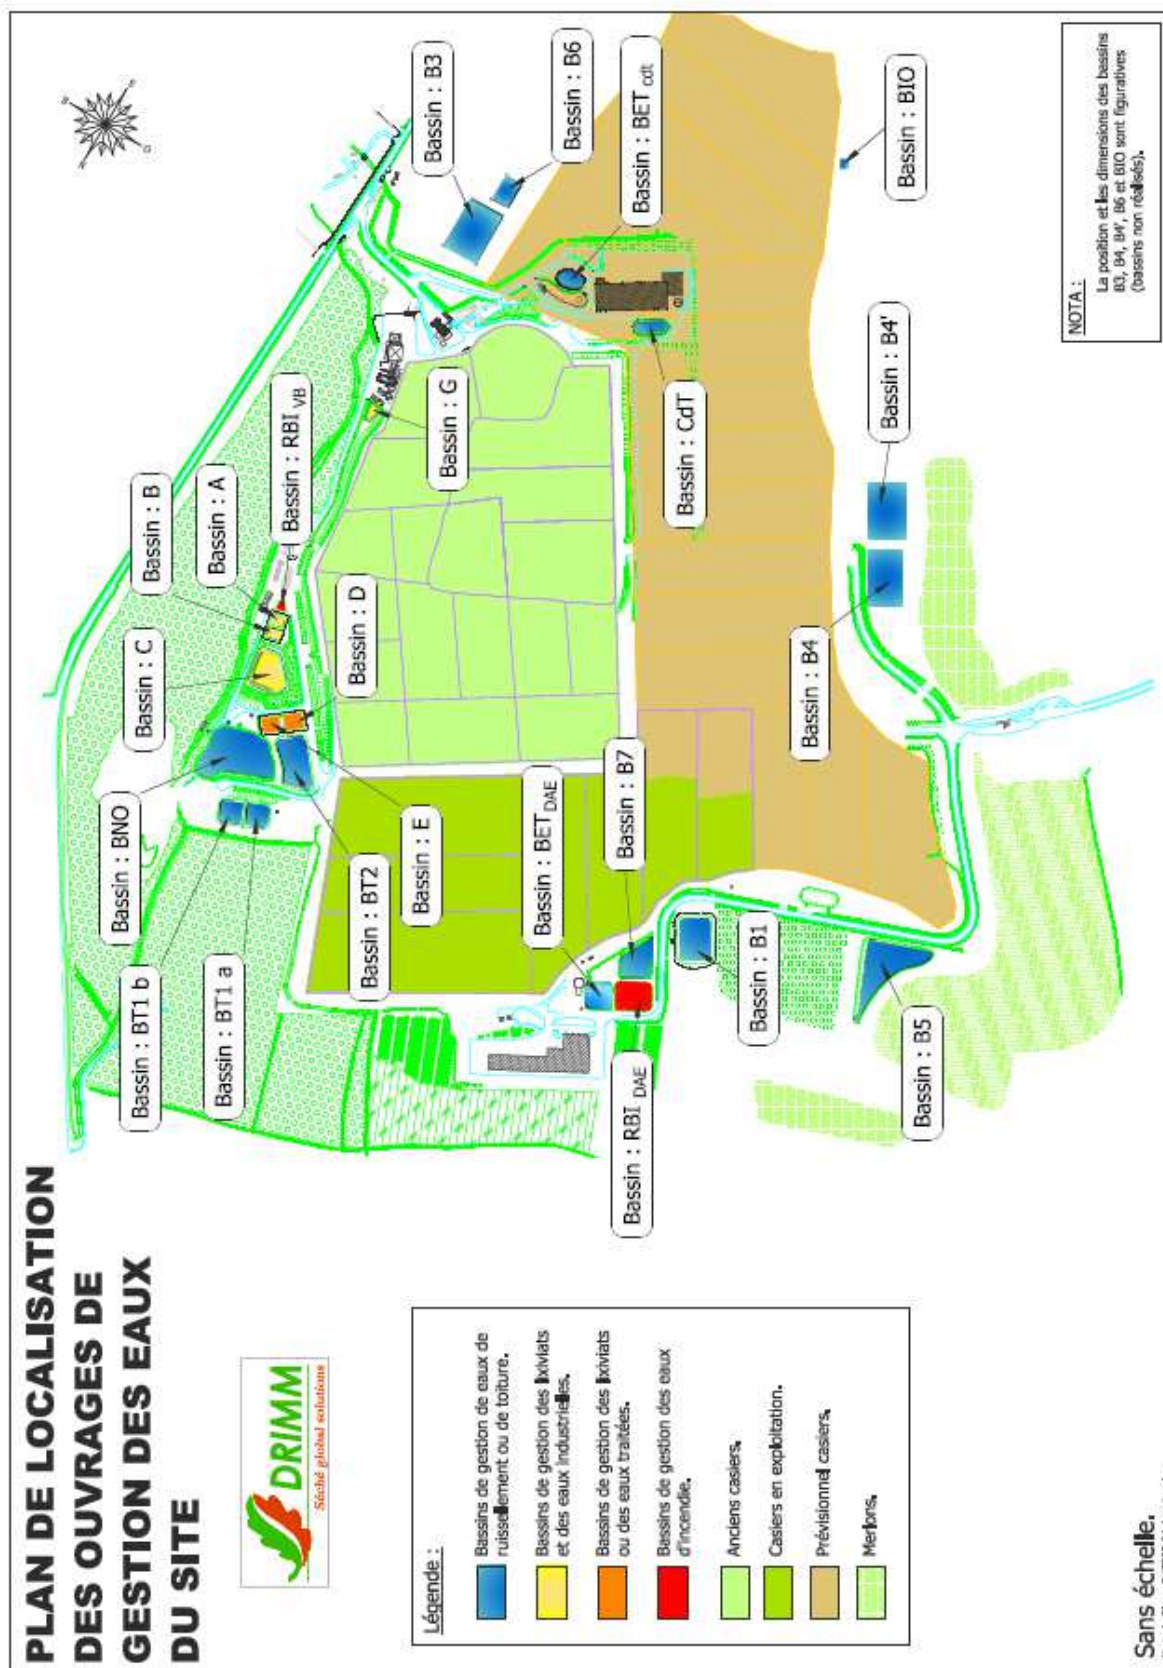 PLAN DE LOCALISATION
DES OUVRAGES DE
GESTION DES EAUX
DU SITE
DRIMM
Séché global solutions
Légende :
Bassins de gestion de eaux de
ruissellement ou de toiture.
Bassins de gestion des lixiviats
et des eaux industrielles.
Bassins de gestion des lixiviats
ou des eaux traitées.
Bassins de gestion des eaux
d'incendie.
Anciens casiers.
Casiers en exploitation.
Prévisionnel casiers.
Merlons.
Sans échelle.
Bassin : BT1 b
Bassin : BT1 a
Bassin : BNO
Bassin : C
Bassin : B
Bassin : A
Bassin : RBI VB
Bassin : D
Bassin : E
Bassin : BT2
Bassin : G
Bassin : B3
Bassin : B6
Bassin : BET cdt
Bassin : CdT
Bassin : BIO
Bassin : B4'
Bassin : B4
Bassin : B7
Bassin : BET DAE
Bassin : RBI DAE
Bassin : B1
Bassin : B5
NOTA :
La position et les dimensions des bassins
B3, B4, B4', B6 et BIO sont figuratives
(bassins non réalisés).